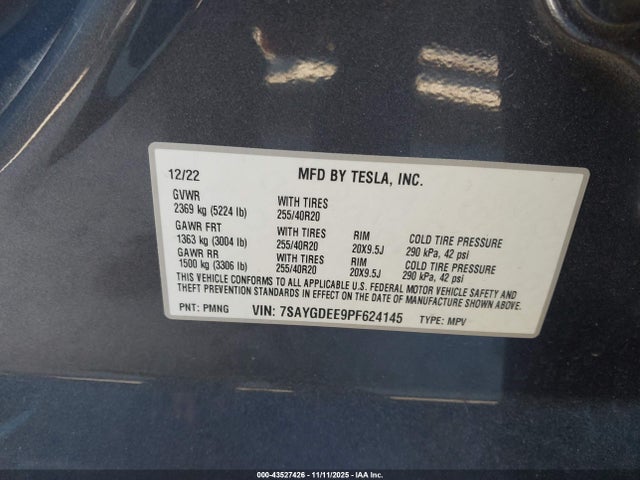 12/22 MFD BY TESLA, INC.
GVWR WITH TIRES
2369 kg (5224 lb) 255/40R20
GAWR FRT WITH TIRES RIM COLD TIRE PRESSURE
1363 kg (3004 lb) 255/40R20 20X9.5J 290 kPa, 42 psi
GAWR RR WITH TIRES RIM COLD TIRE PRESSURE
1500 kg (3306 lb) 255/40R20 20X9.5J 290 kPa, 42 psi
THIS VEHICLE CONFORMS TO ALL APPLICABLE U.S. FEDERAL MOTOR VEHICLE SAFETY AND
THEFT PREVENTION STANDARDS IN EFFECT ON THE DATE OF MANUFACTURE SHOWN ABOVE.
PNT: PMNG VIN: 7SAYGDEE9PF624145 TYPE: MPV
000-43527426 - 11/11/2025 - IAA Inc.